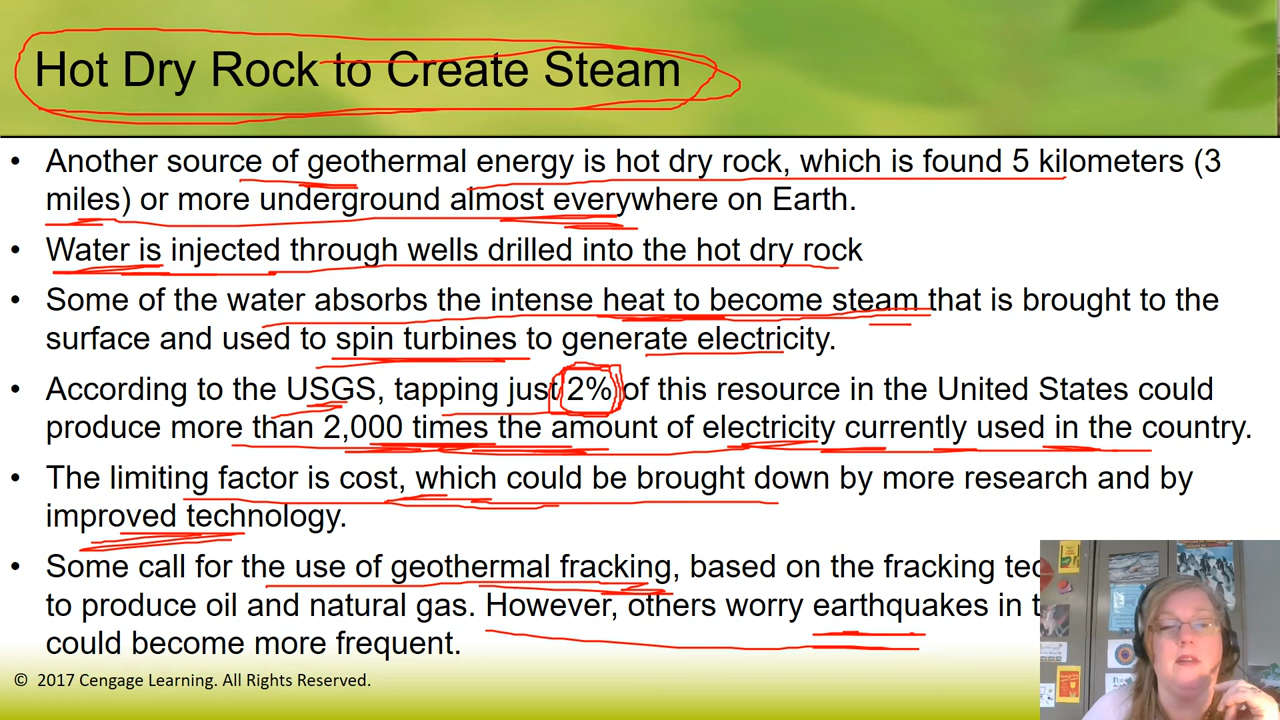 Hot Dry Rock to Create Steam
• Another source of geothermal energy is hot dry rock, which is found 5 kilometers (3
miles) or more underground almost everywhere on Earth.
• Water is injected through wells drilled into the hot dry rock
• Some of the water absorbs the intense heat to become steam that is brought to the
surface and used to spin turbines to generate electricity.
• According to the USGS, tapping just 2% of this resource in the United States could
produce more than 2,000 times the amount of electricity currently used in the country.
• The limiting factor is cost, which could be brought down by more research and by
improved technology.
• Some call for the use of geothermal fracking, based on the fracking
to produce oil and natural gas. However, others worry earthquakes in
could become more frequent.
© 2017 Cengage Learning. All Rights Reserved.